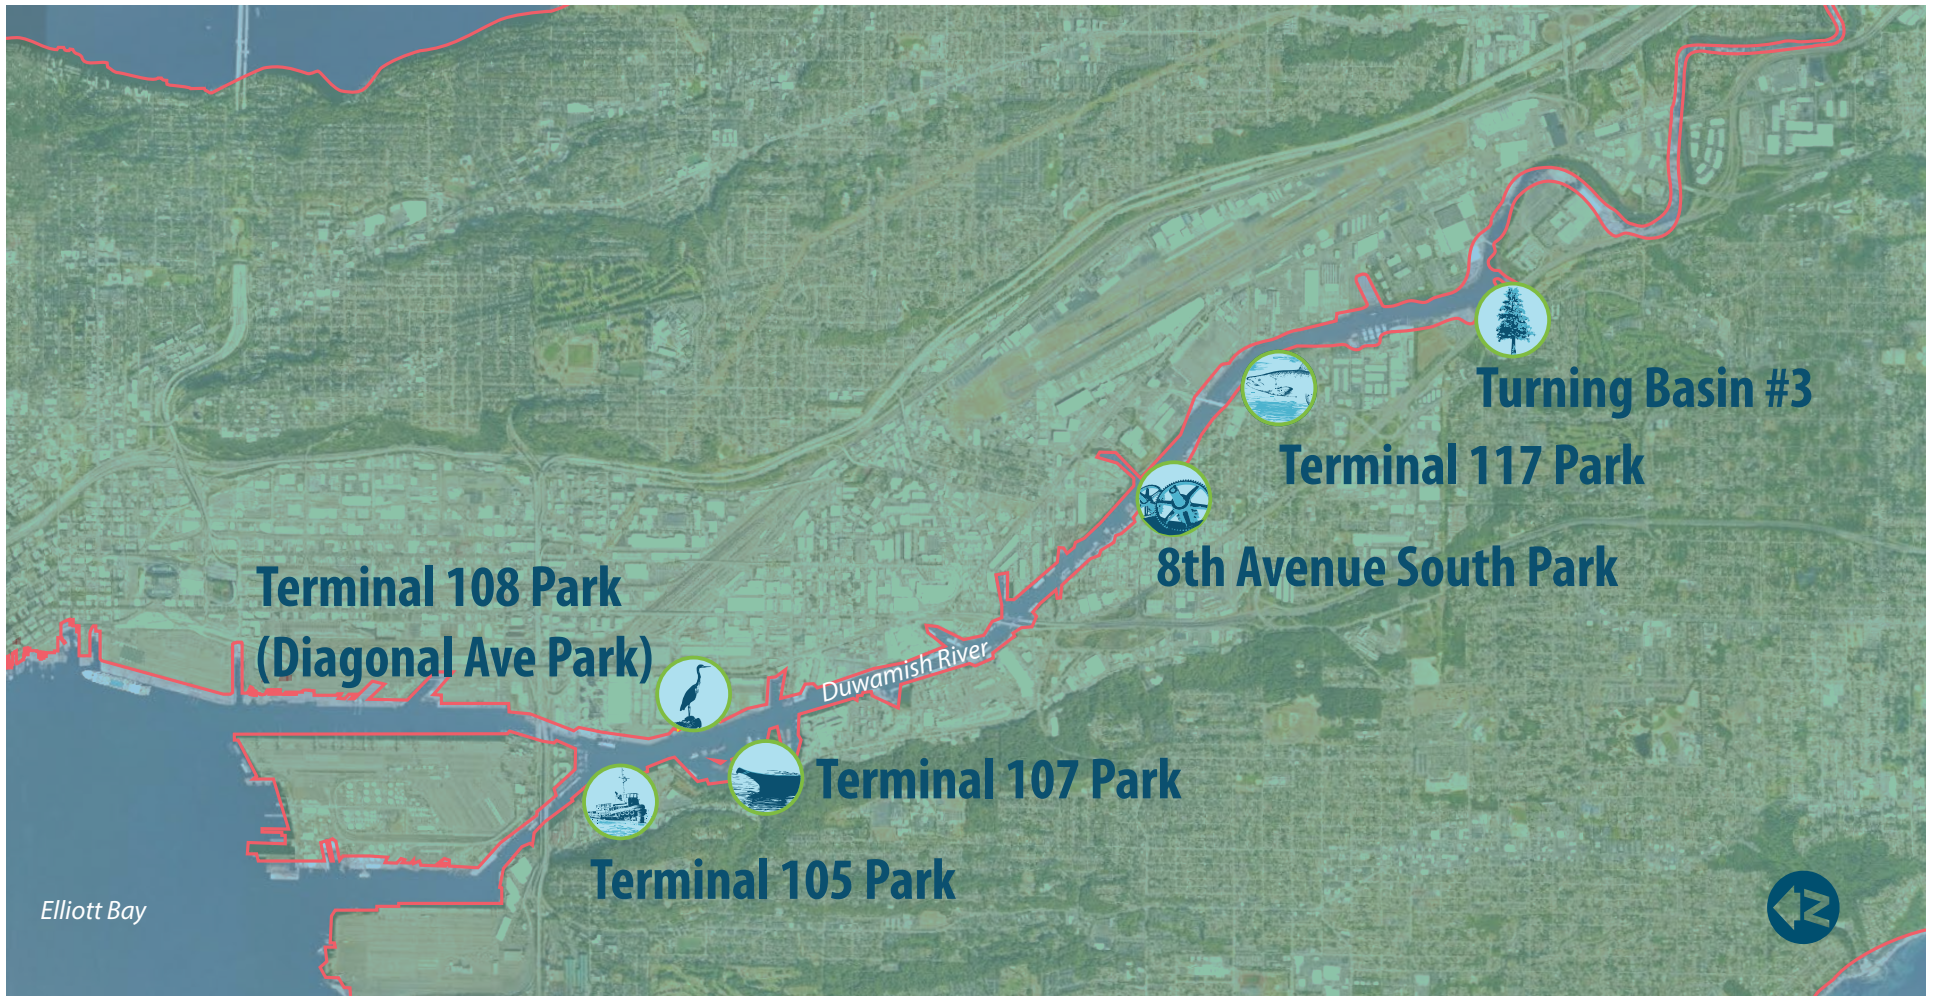 Turning Basin #3
Terminal 117 Park
8th Avenue South Park
Terminal 108 Park
(Diagonal Ave Park)
Duwamish River
Terminal 107 Park
Terminal 105 Park
Elliott Bay
N